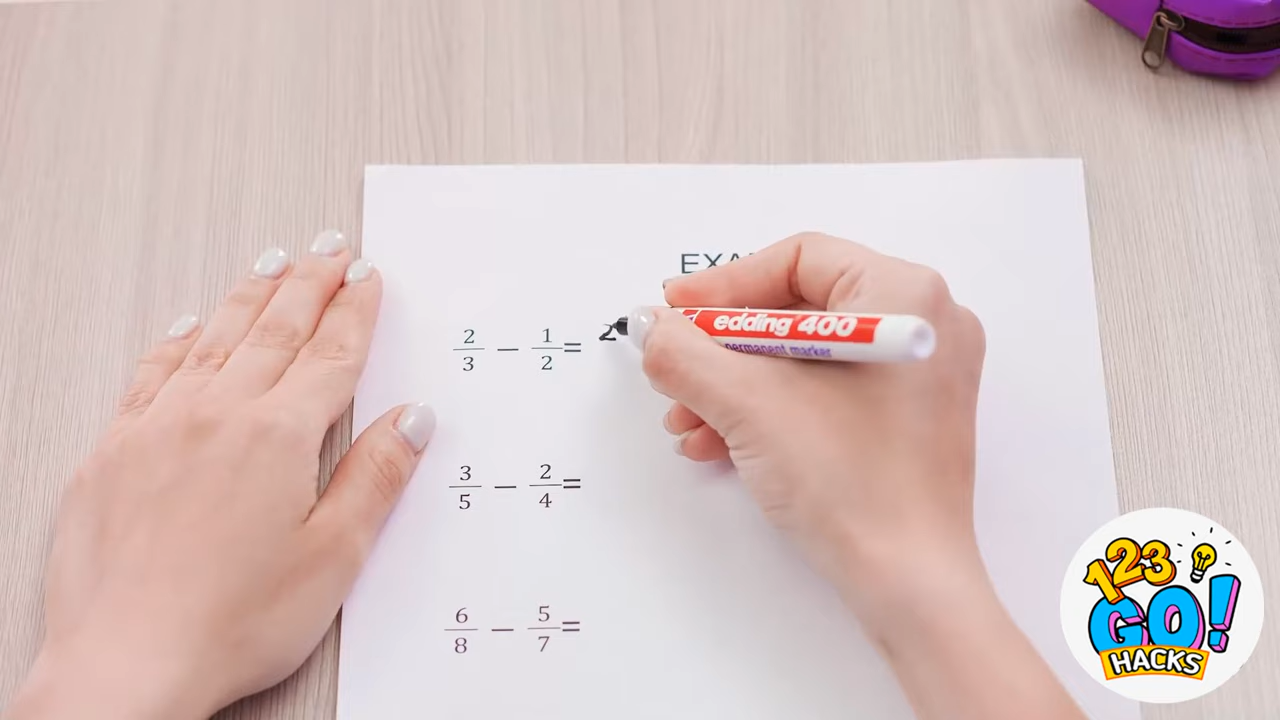 EXA
2/3 − 1/2 = 2
edding 400
permanent marker
3/5 − 2/4 =
6/8 − 5/7 =
123
GO!
HACKS